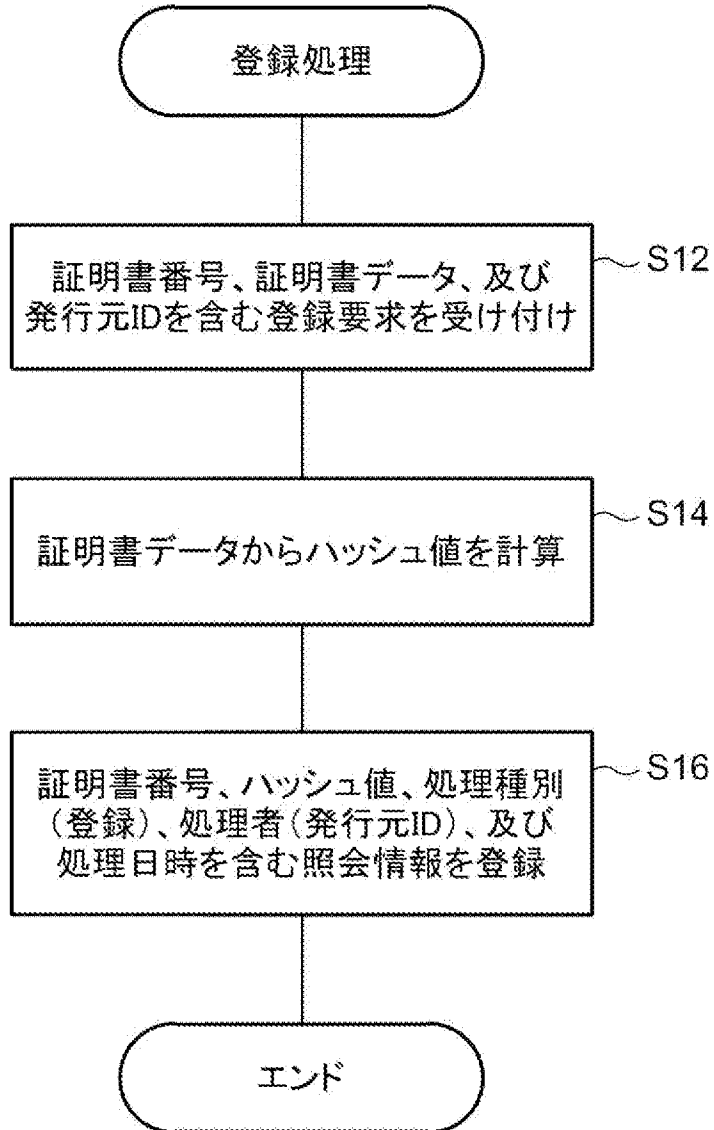 登録処理
証明書番号、証明書データ、及び
発行元IDを含む登録要求を受け付け
S12
証明書データからハッシュ値を計算
S14
証明書番号、ハッシュ値、処理種別
（登録）、処理者（発行元ID）、及び
処理日時を含む照会情報を登録
S16
エンド